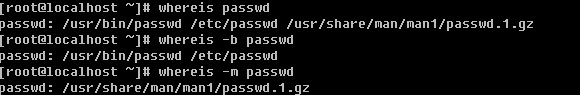 [root@localhost ~]# whereis passwd
passwd: /usr/bin/passwd /etc/passwd /usr/share/man/man1/passwd.1.gz
[root@localhost ~]# whereis -b passwd
passwd: /usr/bin/passwd /etc/passwd
[root@localhost ~]# whereis -m passwd
passwd: /usr/share/man/man1/passwd.1.gz